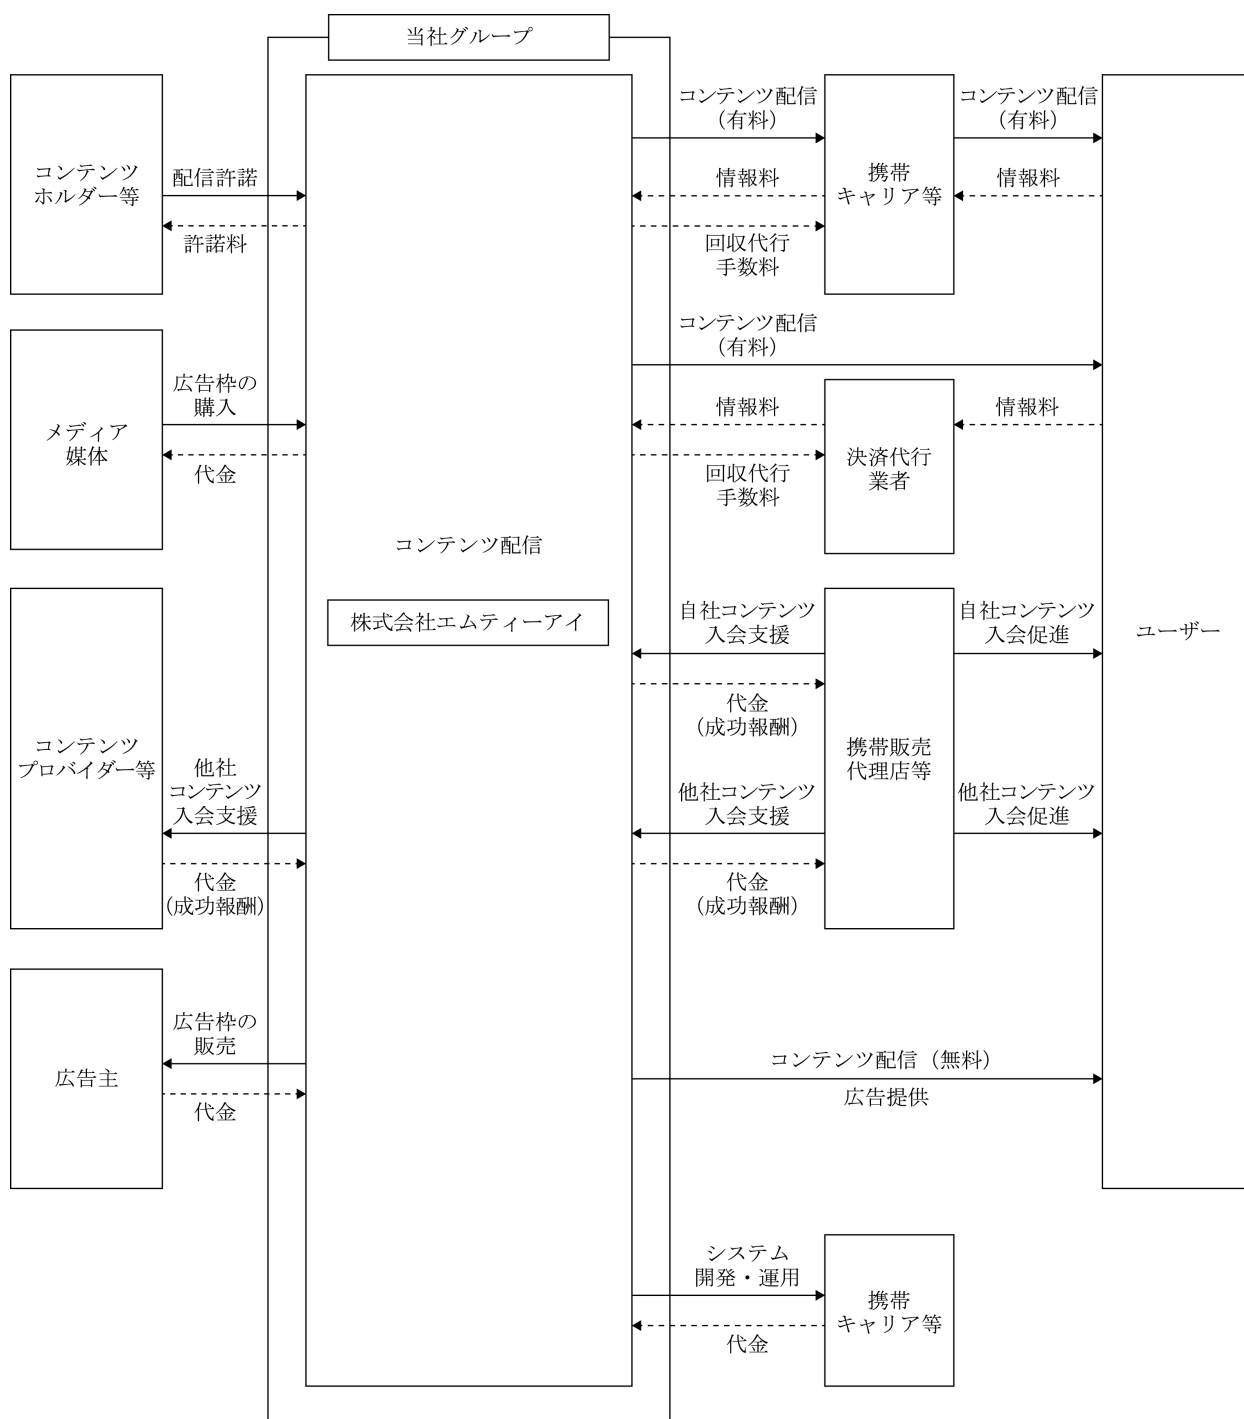 当社グループ
コンテンツ
ホルダー等
配信許諾
許諾料
コンテンツ配信
(有料)
情報料
回収代行
手数料
携帯
キャリア等
コンテンツ配信
(有料)
情報料
メディア
媒体
広告枠の
購入
代金
コンテンツ配信
(有料)
情報料
回収代行
手数料
決済代行
業者
情報料
コンテンツ配信
株式会社エムティーアイ
ユーザー
コンテンツ
プロバイダー等
他社
コンテンツ
入会支援
代金
(成功報酬)
自社コンテンツ
入会支援
代金
(成功報酬)
他社コンテンツ
入会支援
代金
(成功報酬)
携帯販売
代理店等
自社コンテンツ
入会促進
他社コンテンツ
入会促進
広告主
広告枠の
販売
代金
コンテンツ配信（無料）
広告提供
システム
開発・運用
代金
携帯
キャリア等